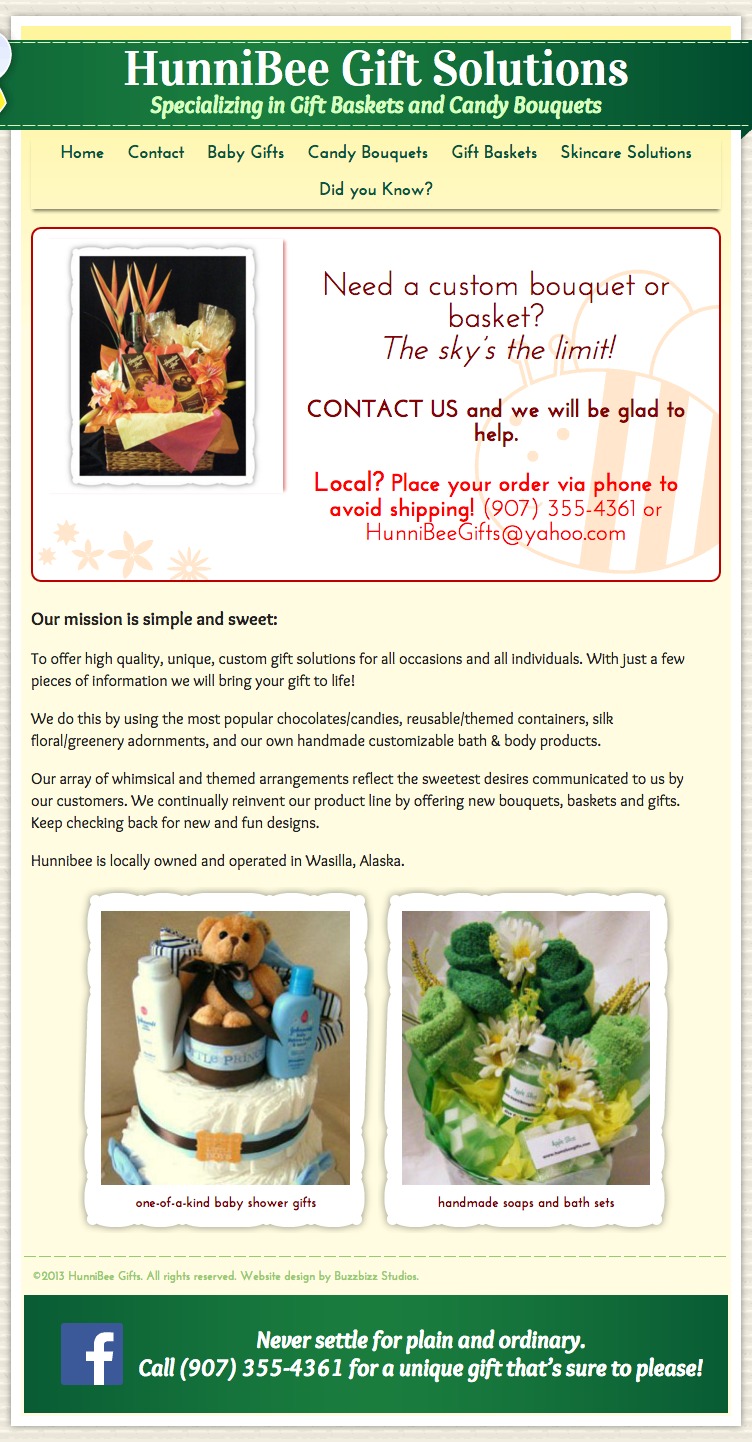 HunniBee Gift Solutions
Specializing in Gift Baskets and Candy Bouquets
Home Contact Baby Gifts Candy Bouquets Gift Baskets Skincare Solutions
Did you Know?
Need a custom bouquet or
basket?
The sky's the limit!
CONTACT US and we will be glad to
help.
Local? Place your order via phone to
avoid shipping! (907) 355-4361 or
HunniBeeGifts@yahoo.com
Our mission is simple and sweet:
To offer high quality, unique, custom gift solutions for all occasions and all individuals. With just a few
pieces of information we will bring your gift to life!
We do this by using the most popular chocolates/candies, reusable/themed containers, silk
floral/greenery adornments, and our own handmade customizable bath & body products.
Our array of whimsical and themed arrangements reflect the sweetest desires communicated to us by
our customers. We continually reinvent our product line by offering new bouquets, baskets and gifts.
Keep checking back for new and fun designs.
Hunnibee is locally owned and operated in Wasilla, Alaska.
Johnson's
Johnson's
PRINC
Apple
Apple
one-of-a-kind baby shower gifts
handmade soaps and bath sets
©2013 HunniBee Gifts. All rights reserved. Website design by Buzzbizz Studios.
f
Never settle for plain and ordinary.
Call (907) 355-4361 for a unique gift that's sure to please!